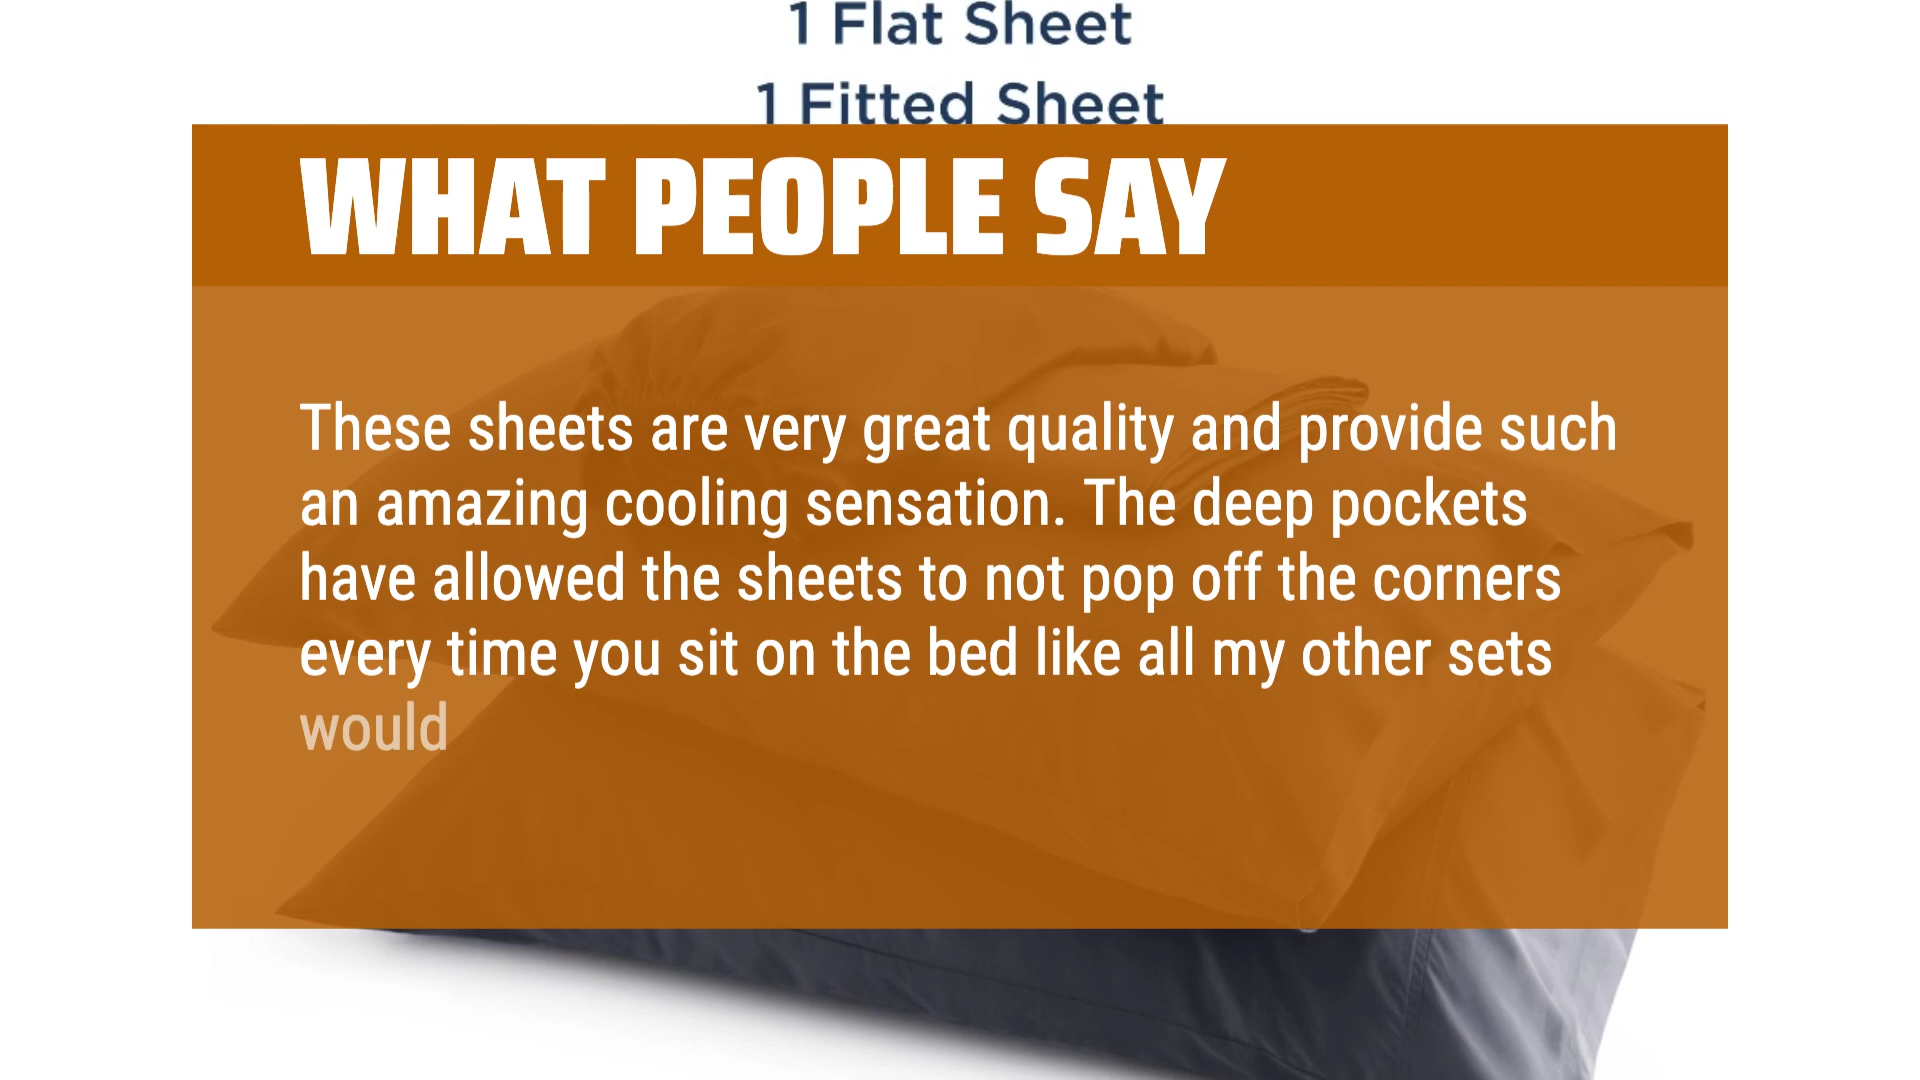 1 Flat Sheet
1 Fitted Sheet
WHAT PEOPLE SAY
These sheets are very great quality and provide such
an amazing cooling sensation. The deep pockets
have allowed the sheets to not pop off the corners
every time you sit on the bed like all my other sets
would